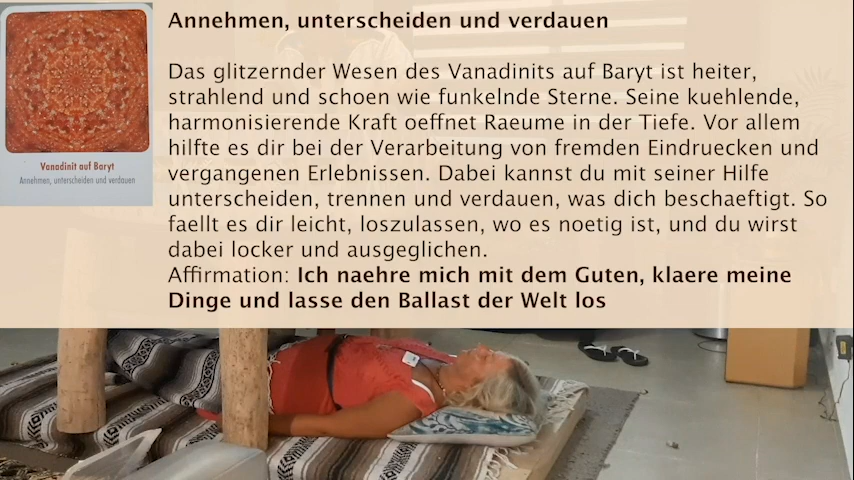 Annehmen, unterscheiden und verdauen
Das glitzernder Wesen des Vanadinits auf Baryt ist heiter,
strahlend und schoen wie funkelnde Sterne. Seine kuehlende,
harmonisierende Kraft oeffnet Raeume in der Tiefe. Vor allem
hilfte es dir bei der Verarbeitung von fremden Eindruecken und
vergangenen Erlebnissen. Dabei kannst du mit seiner Hilfe
unterscheiden, trennen und verdauen, was dich beschaeftigt. So
faellt es dir leicht, loszulassen, wo es noetig ist, und du wirst
dabei locker und ausgeglichen.
Affirmation: Ich naehre mich mit dem Guten, klaere meine
Dinge und lasse den Ballast der Welt los
Vanadinit auf Baryt
Annehmen, unterscheiden und verdauen